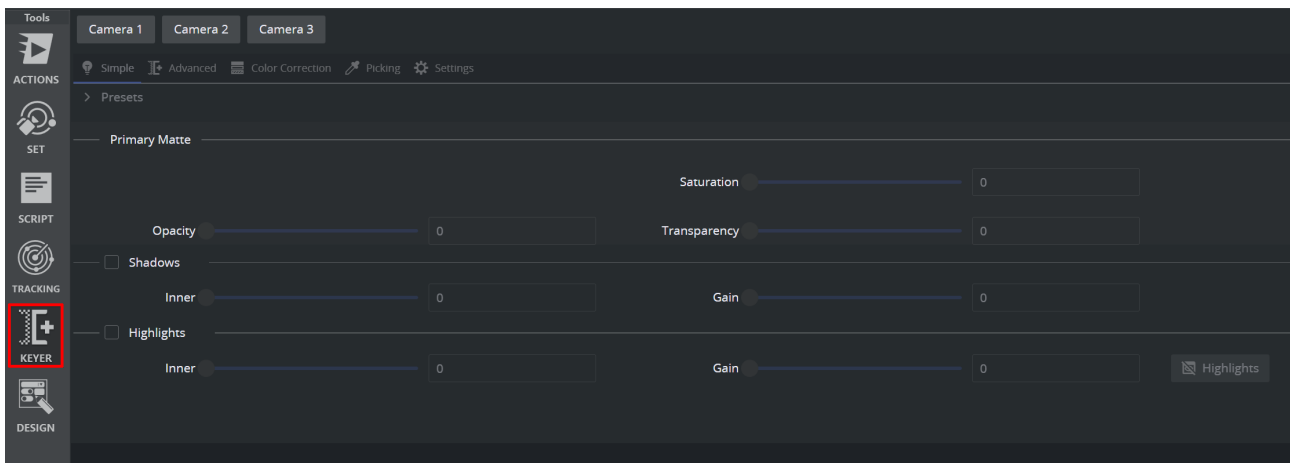 Tools
ACTIONS
SET
SCRIPT
TRACKING
KEYER
DESIGN
Camera 1 Camera 2 Camera 3
Simple Advanced Color Correction Picking Settings
Presets
Primary Matte
Saturation 0
Opacity 0 Transparency 0
Shadows
Inner 0 Gain 0
Highlights
Inner 0 Gain 0 Highlights